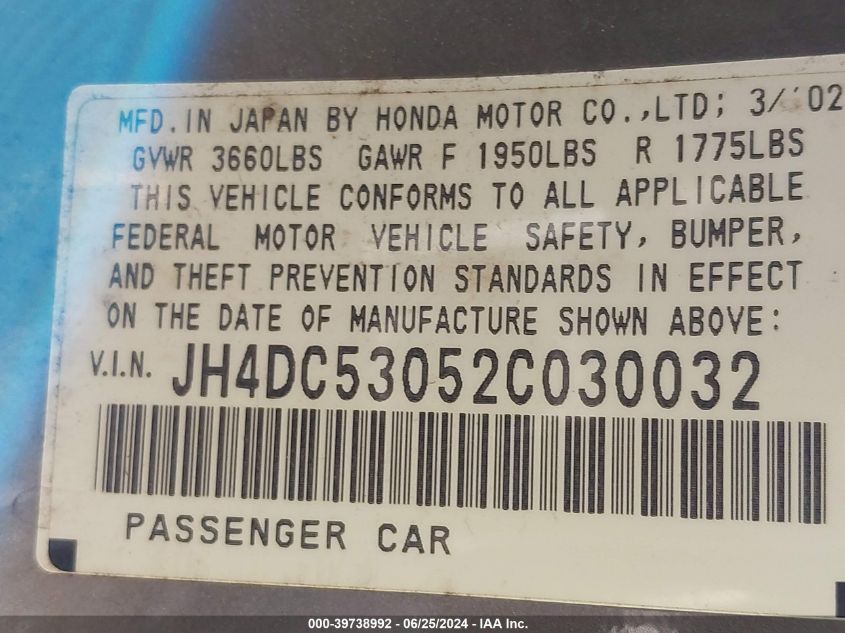 MFD. IN JAPAN BY HONDA MOTOR CO.,LTD; 3/'02
GVWR 3660LBS GAWR F 1950LBS R 1775LBS
THIS VEHICLE CONFORMS TO ALL APPLICABLE
FEDERAL MOTOR VEHICLE SAFETY, BUMPER,
AND THEFT PREVENTION STANDARDS IN EFFECT
ON THE DATE OF MANUFACTURE SHOWN ABOVE:
V.I.N. JH4DC53052C030032
PASSENGER CAR
000-39738992 - 06/25/2024 - IAA Inc.